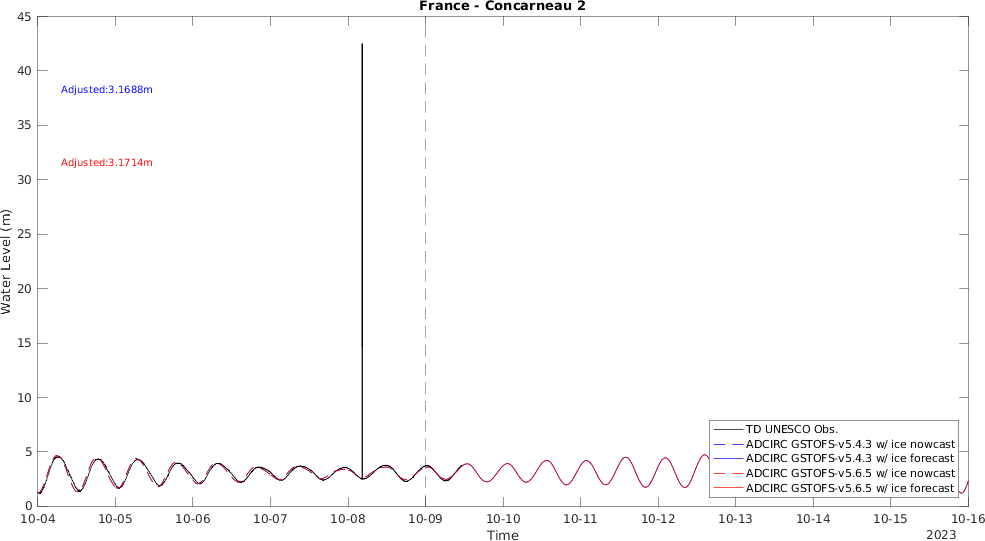 France - Concarneau 2
45
40
35
30
25
20
15
10
5
0
Water Level (m)
Adjusted:3.1688m
Adjusted:3.1714m
TD UNESCO Obs.
ADCIRC GSTOFS-v5.4.3 w/ ice nowcast
ADCIRC GSTOFS-v5.4.3 w/ ice forecast
ADCIRC GSTOFS-v5.6.5 w/ ice nowcast
ADCIRC GSTOFS-v5.6.5 w/ ice forecast
10-04 10-05 10-06 10-07 10-08 10-09 10-10 10-11 10-12 10-13 10-14 10-15 10-16
Time
2023